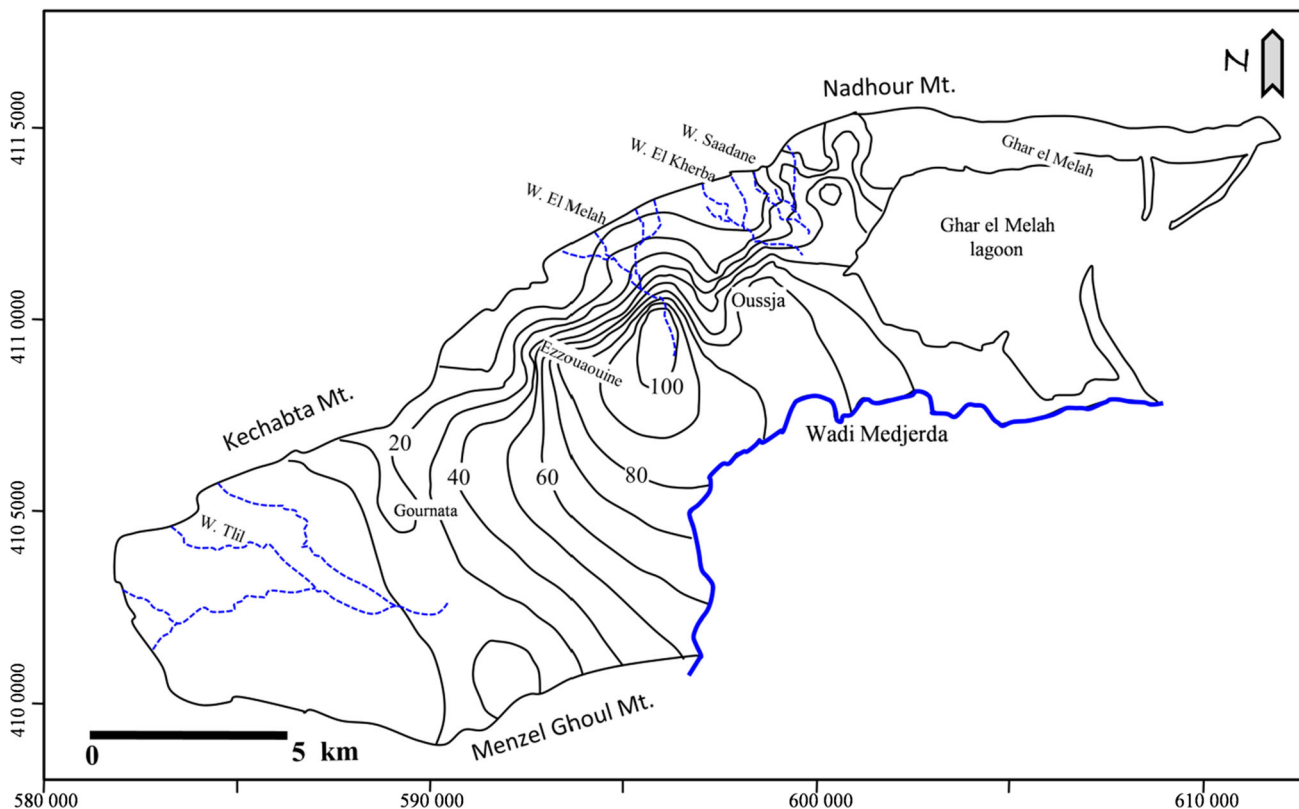 N
Nadhour Mt.
411 5000
W. Saadane
Ghar el Melah
W. El Kherba
W. El Melah
Ghar el Melah
lagoon
Oussja
411 0000
Ezzouaouine
100
Kechabta Mt.
Wadi Medjerda
20
40
60
80
Gournata
410 5000
W. Tlil
410 0000
Menzel Ghoul Mt.
0
5 km
580 000
590 000
600 000
610 000